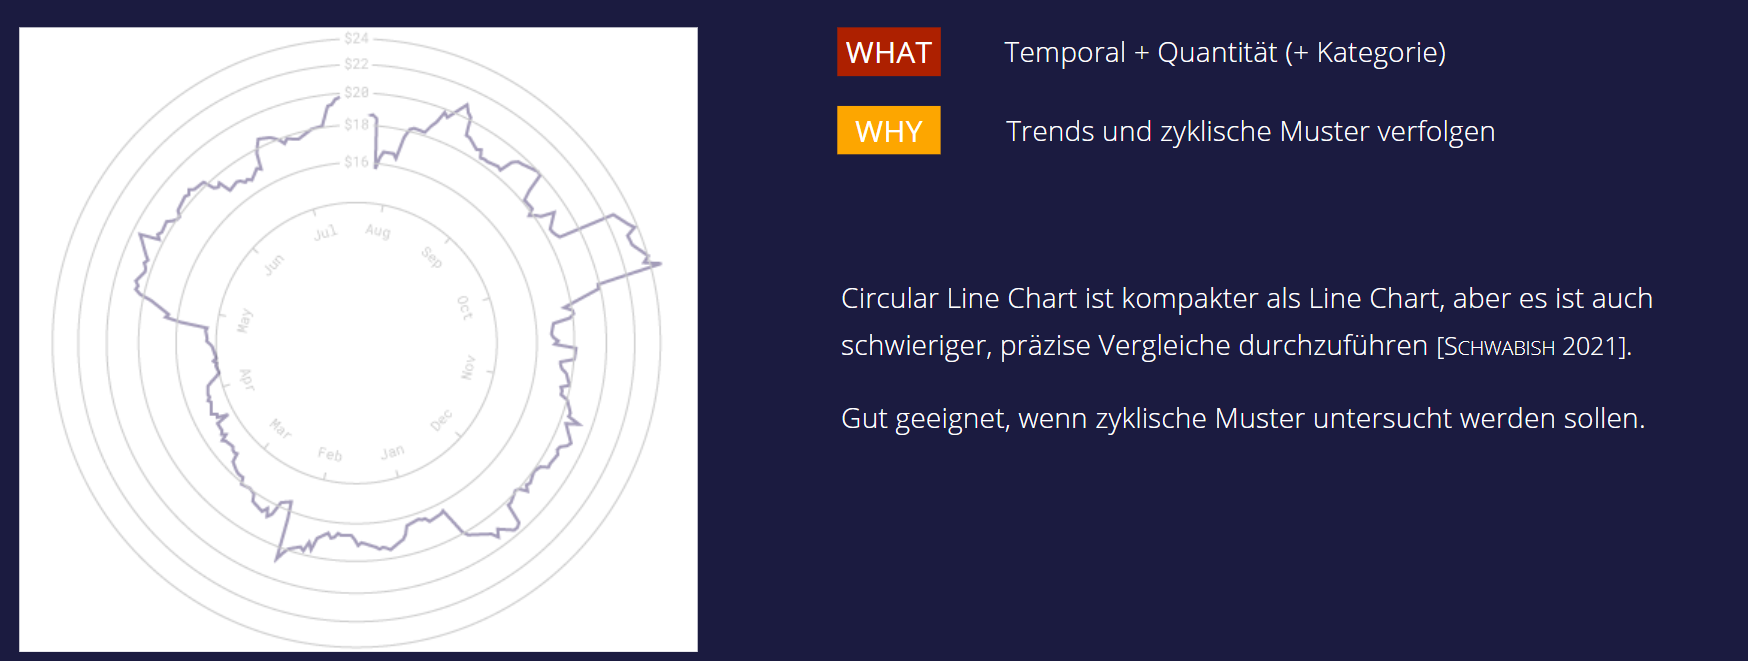 $24
$22
$20
$18
$16
Jul
Aug
Jun
Sep
May
Oct
Apr
Nov
Mar
Dec
Feb
Jan
WHAT Temporal + Quantität (+ Kategorie)
WHY Trends und zyklische Muster verfolgen
Circular Line Chart ist kompakter als Line Chart, aber es ist auch
schwieriger, präzise Vergleiche durchzuführen [SCHWABISH 2021].
Gut geeignet, wenn zyklische Muster untersucht werden sollen.